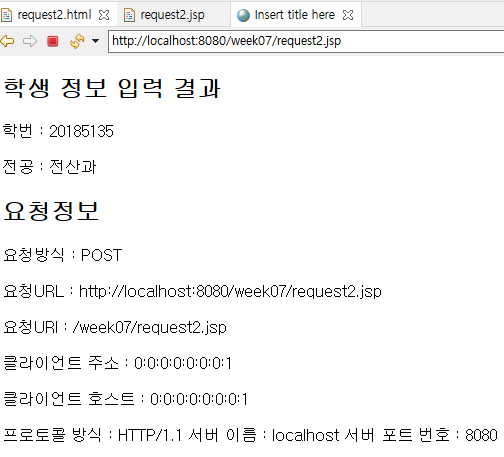 request2.html request2.jsp Insert title here
http://localhost:8080/week07/request2.jsp
학생 정보 입력 결과
학번 : 20185135
전공 : 전산과
요청정보
요청방식 : POST
요청URL : http://localhost:8080/week07/request2.jsp
요청URI : /week07/request2.jsp
클라이언트 주소 : 0:0:0:0:0:0:0:1
클라이언트 호스트 : 0:0:0:0:0:0:0:1
프로토콜 방식 : HTTP/1.1 서버 이름 : localhost 서버 포트 번호 : 8080